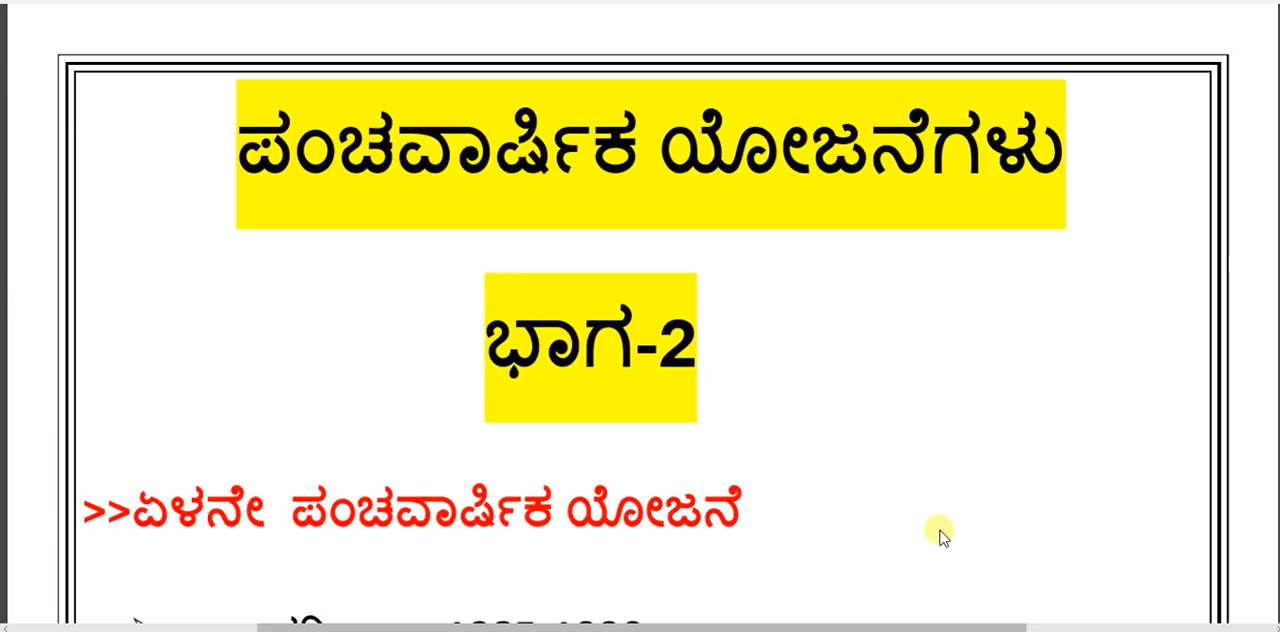 ಪಂಚವಾರ್ಷಿಕ ಯೋಜನೆಗಳು
ಭಾಗ-2
>>ಏಳನೇ ಪಂಚವಾರ್ಷಿಕ ಯೋಜನೆ